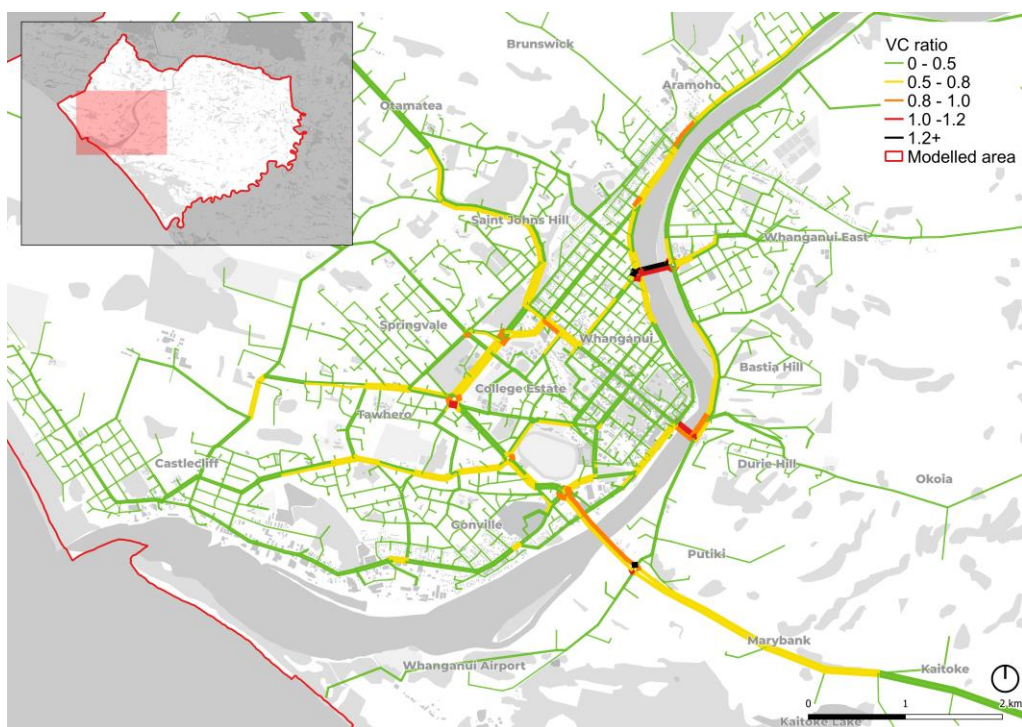 Brunswick
VC ratio
0 - 0.5
0.5 - 0.8
0.8 - 1.0
1.0 -1.2
1.2+
Modelled area
Aramoho
Otamatea
Saint Johns Hill
Whanganui East
Springvale
Whanganui
Bastia Hill
College Estate
Tawhero
Castlecliff
Durie Hill
Okoia
Gonville
Putiki
Marybank
Whanganui Airport
Kaitoke
0 1 2 km
Kaitoke Lake